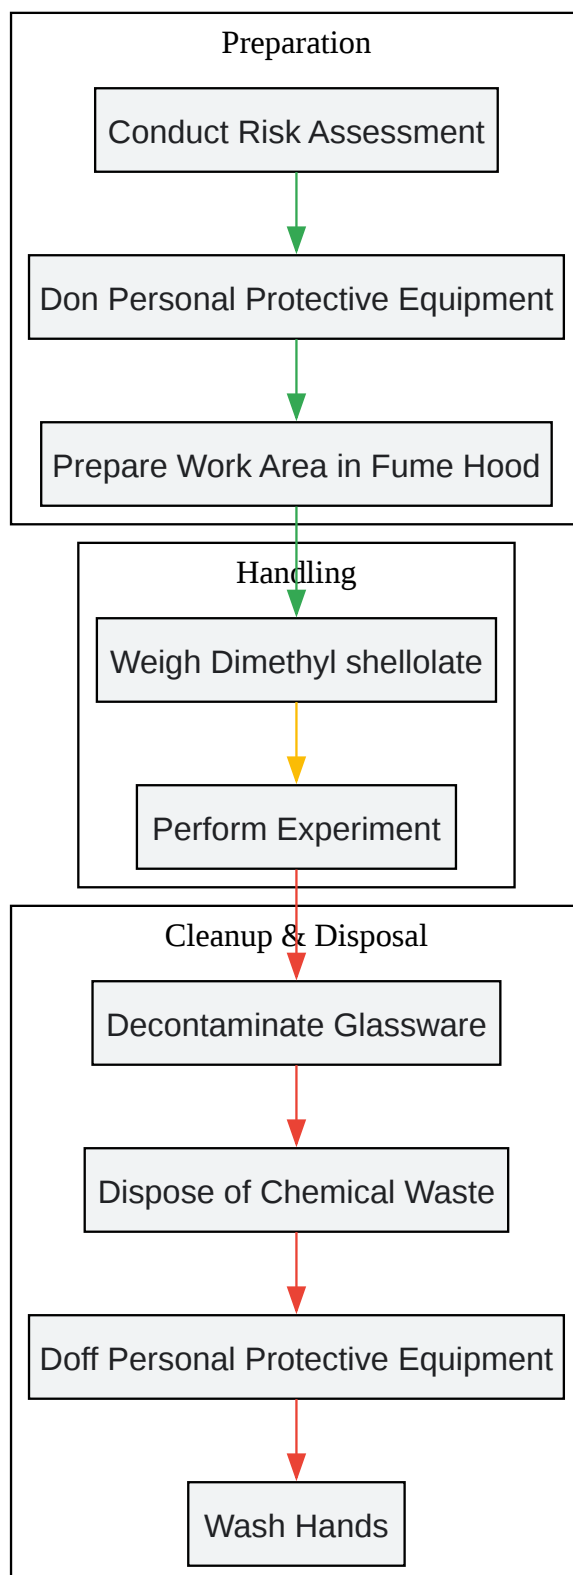 Preparation
Conduct Risk Assessment
Don Personal Protective Equipment
Prepare Work Area in Fume Hood
Handling
Weigh Dimethyl shellolate
Perform Experiment
Cleanup & Disposal
Decontaminate Glassware
Dispose of Chemical Waste
Doff Personal Protective Equipment
Wash Hands